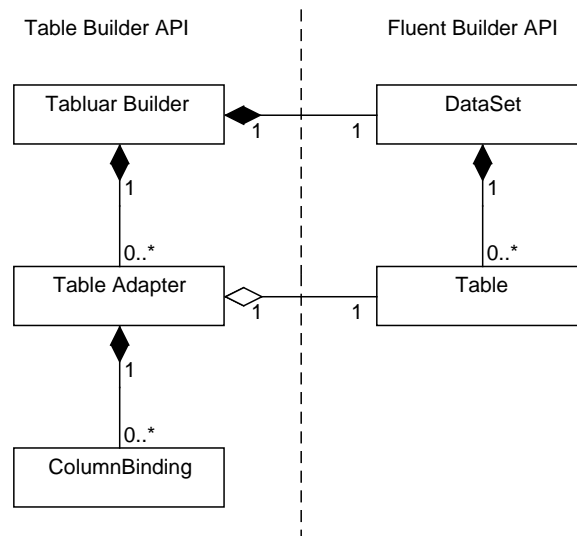 Table Builder API
Fluent Builder API
Tabluar Builder
DataSet
1
1
1
1
0..*
0..*
Table Adapter
Table
1
1
1
0..*
ColumnBinding